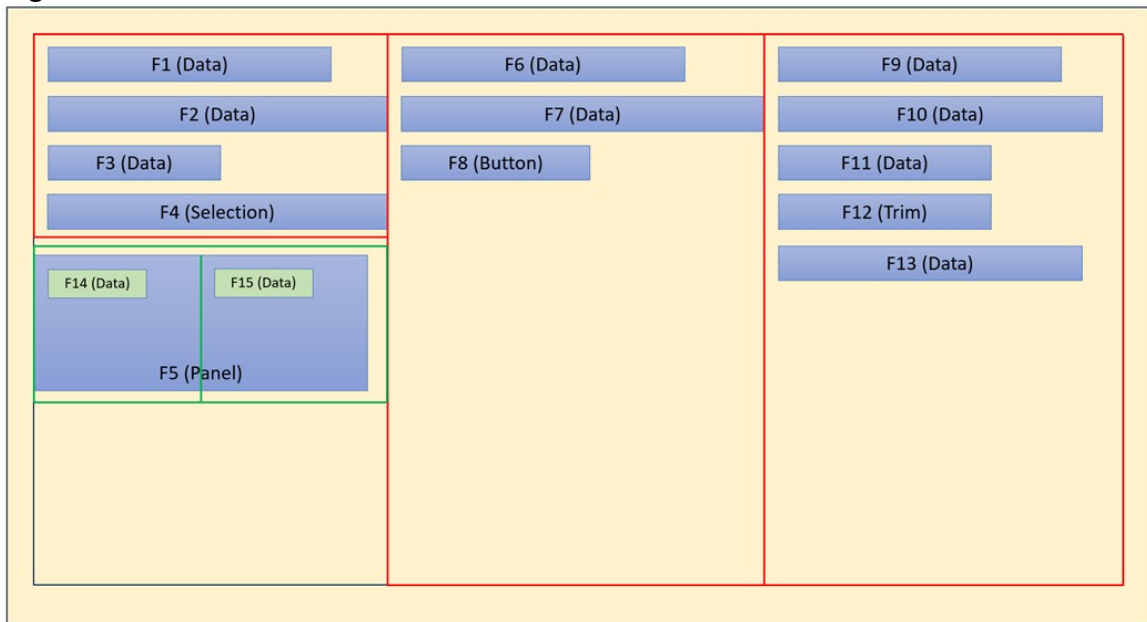 F1 (Data)
F2 (Data)
F3 (Data)
F4 (Selection)
F14 (Data)
F15 (Data)
F5 (Panel)
F6 (Data)
F7 (Data)
F8 (Button)
F9 (Data)
F10 (Data)
F11 (Data)
F12 (Trim)
F13 (Data)